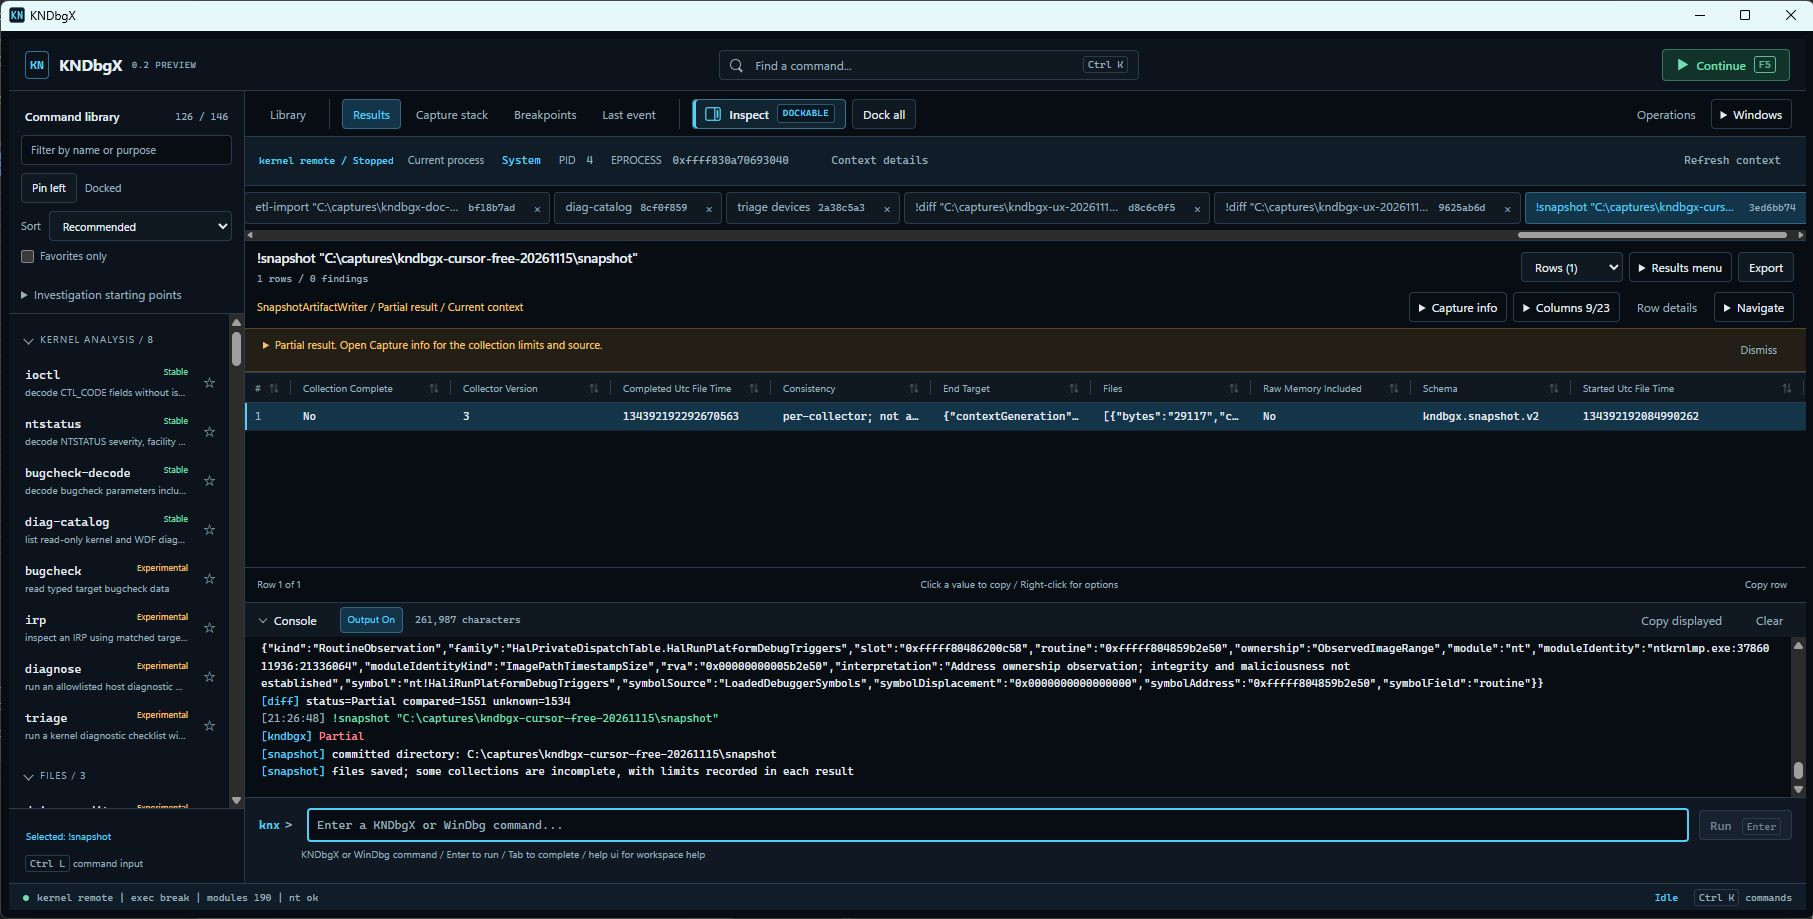 KN KNDbgX
KN KNDbgX 0.2 PREVIEW
Find a command... Ctrl K
Continue F5
Command library 126 / 146
Filter by name or purpose
Pin left Docked
Sort Recommended
Favorites only
Investigation starting points
KERNEL ANALYSIS / 8
ioctl Stable
decode CTL_CODE fields without is...
ntstatus Stable
decode NTSTATUS severity, facility ...
bugcheck-decode Stable
decode bugcheck parameters inclu...
diag-catalog Stable
list read-only kernel and WDF diag...
bugcheck Experimental
read typed target bugcheck data
irp Experimental
inspect an IRP using matched targe...
diagnose Experimental
run an allowlisted host diagnostic ...
triage Experimental
run a kernel diagnostic checklist wi...
FILES / 3
Experimental
Selected: !snapshot
Ctrl L command input
Library Results Capture stack Breakpoints Last event Inspect DOCKABLE Dock all Operations Windows
kernel remote / Stopped Current process System PID 4 EPROCESS 0xffff830a70693040 Context details Refresh context
etl-import "C:\captures\kndbgx-doc-... bf18b7ad × diag-catalog 8cf0f859 × triage devices 2a38c5a3 × !diff "C:\captures\kndbgx-ux-2026111... d8c6c0f5 × !diff "C:\captures\kndbgx-ux-2026111... 9625ab6d × !snapshot "C:\captures\kndbgx-curs... 3ed6bb74
!snapshot "C:\captures\kndbgx-cursor-free-20261115\snapshot"
1 rows / 0 findings
Rows (1) Results menu Export
SnapshotArtifactWriter / Partial result / Current context
Capture info Columns 9/23 Row details Navigate
Partial result. Open Capture info for the collection limits and source. Dismiss
# Collection Complete Collector Version Completed Utc File Time Consistency End Target Files Raw Memory Included Schema Started Utc File Time
1 No 3 134392192292670563 per-collector; not a... {"contextGeneration"... [{"bytes":"29117","c... No kndbgx.snapshot.v2 134392192084990262
Row 1 of 1 Click a value to copy / Right-click for options Copy row
Console Output On 261,987 characters Copy displayed Clear
{"kind":"RoutineObservation","family":"HalPrivateDispatchTable.HalRunPlatformDebugTriggers","slot":"0xfffff80486200c58","routine":"0xfffff804859b2e50","ownership":"ObservedImageRange","module":"nt","moduleIdentity":"ntkrnlmp.exe:37860
11936:21336064","moduleIdentityKind":"ImagePathTimestampSize","rva":"0x00000000005b2e50","interpretation":"Address ownership observation; integrity and maliciousness not
established","symbol":"nt!HaliRunPlatformDebugTriggers","symbolSource":"LoadedDebuggerSymbols","symbolDisplacement":"0x0000000000000000","symbolAddress":"0xfffff804859b2e50","symbolField":"routine"}}
[diff] status=Partial compared=1551 unknown=1534
[21:26:48] !snapshot "C:\captures\kndbgx-cursor-free-20261115\snapshot"
[kndbgx] Partial
[snapshot] committed directory: C:\captures\kndbgx-cursor-free-20261115\snapshot
[snapshot] files saved; some collections are incomplete, with limits recorded in each result
knx > Enter a KNDbgX or WinDbg command... Run Enter
KNDbgX or WinDbg command / Enter to run / Tab to complete / help ui for workspace help
kernel remote | exec break | modules 190 | nt ok Idle Ctrl K commands